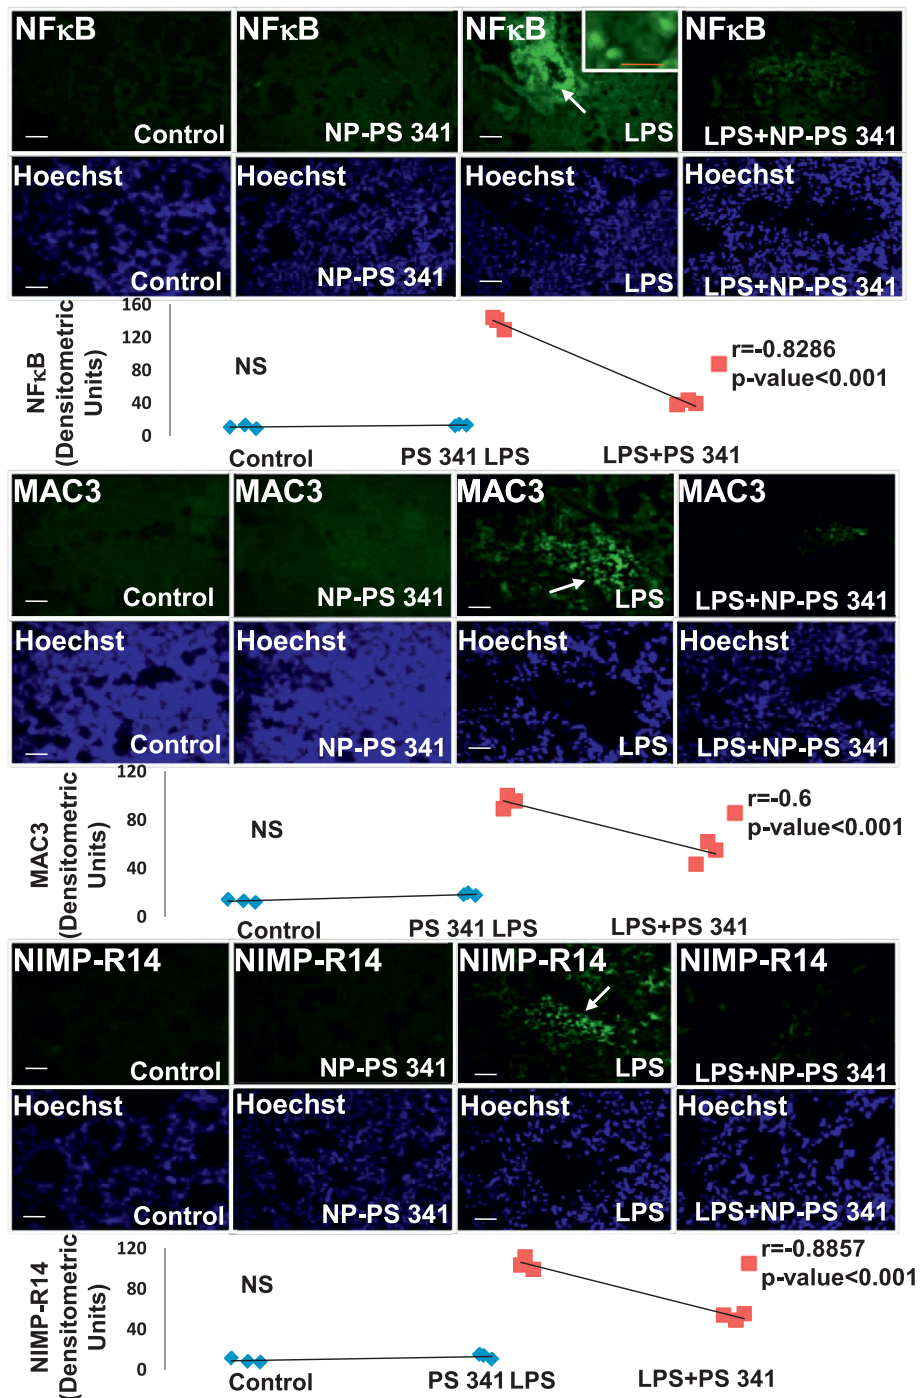 NFκB NFκB NFκB NFκB
Control NP-PS 341 LPS LPS+NP-PS 341
Hoechst Hoechst Hoechst Hoechst
Control NP-PS 341 LPS LPS+NP-PS 341
NFκB
(Densitometric
Units)
160
120
80
40
0
NS
r=-0.8286
p-value<0.001
Control PS 341 LPS LPS+PS 341
MAC3 MAC3 MAC3 MAC3
Control NP-PS 341 LPS LPS+NP-PS 341
Hoechst Hoechst Hoechst Hoechst
Control NP-PS 341 LPS LPS+NP-PS 341
MAC3
(Densitometric
Units)
120
80
40
0
NS
r=-0.6
p-value<0.001
Control PS 341 LPS LPS+PS 341
NIMP-R14 NIMP-R14 NIMP-R14 NIMP-R14
Control NP-PS 341 LPS LPS+NP-PS 341
Hoechst Hoechst Hoechst Hoechst
Control NP-PS 341 LPS LPS+NP-PS 341
NIMP-R14
(Densitometric
Units)
120
80
40
0
NS
r=-0.8857
p-value<0.001
Control PS 341 LPS LPS+PS 341